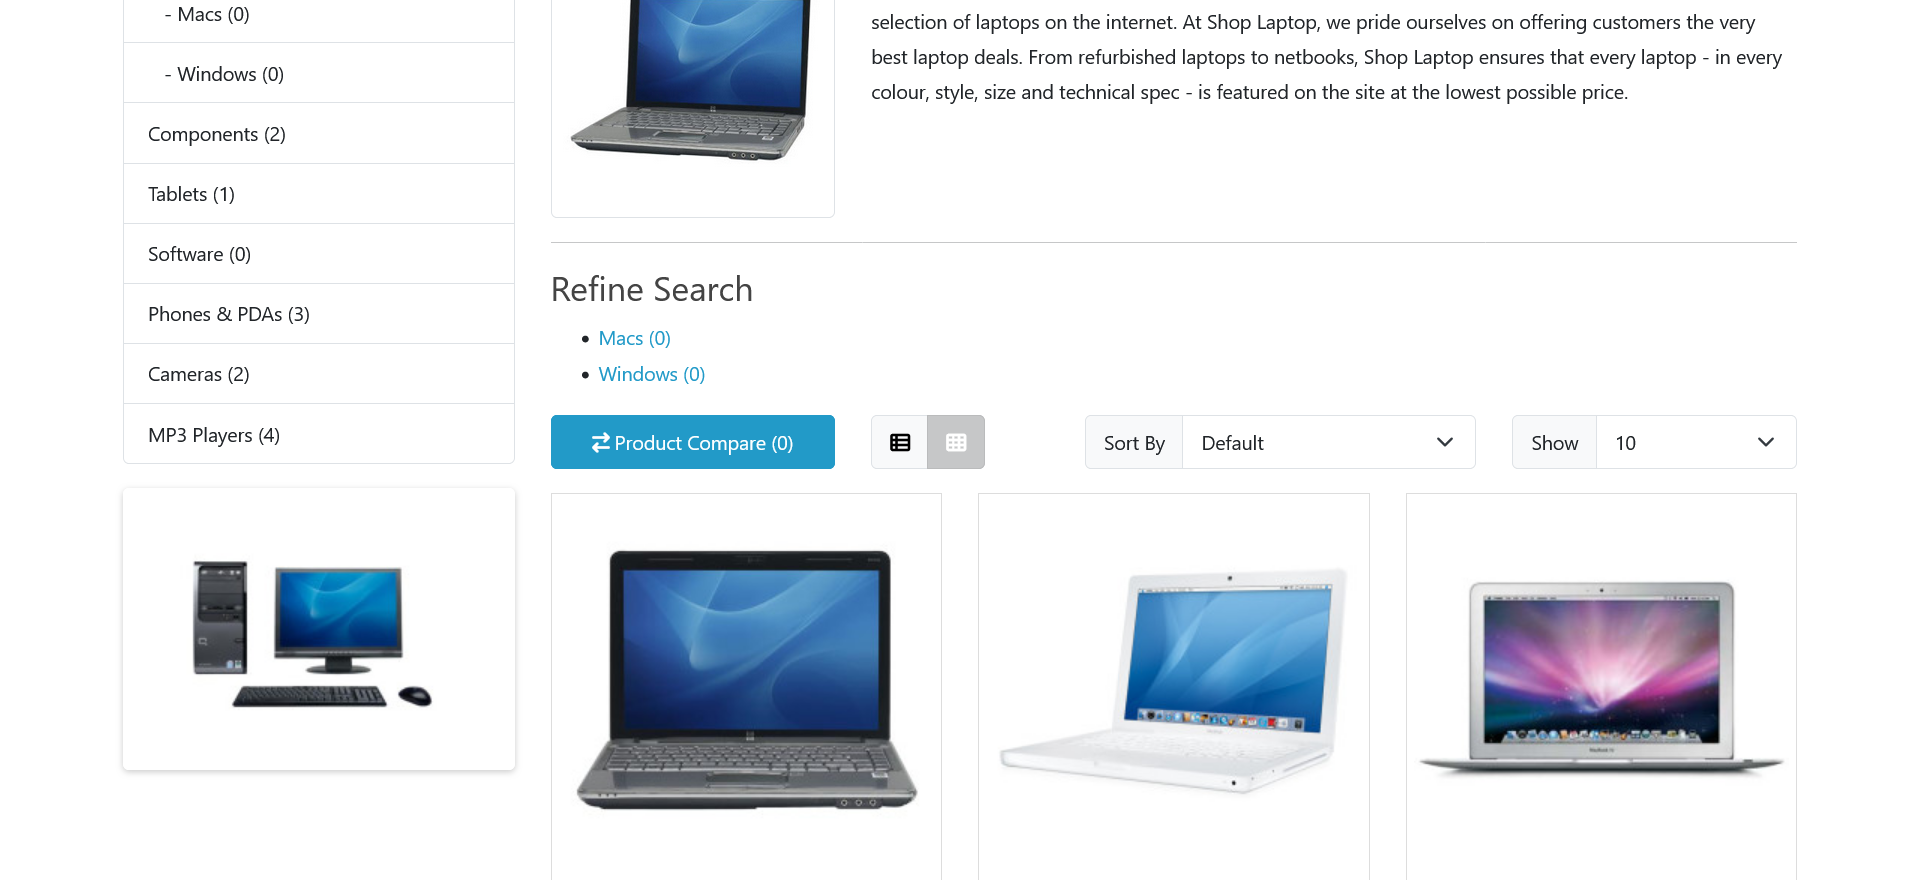 - Macs (0)
- Windows (0)
Components (2)
Tablets (1)
Software (0)
Phones & PDAs (3)
Cameras (2)
MP3 Players (4)
selection of laptops on the internet. At Shop Laptop, we pride ourselves on offering customers the very
best laptop deals. From refurbished laptops to netbooks, Shop Laptop ensures that every laptop - in every
colour, style, size and technical spec - is featured on the site at the lowest possible price.
Refine Search
Macs (0)
Windows (0)
Product Compare (0)
Sort By
Default
Show
10